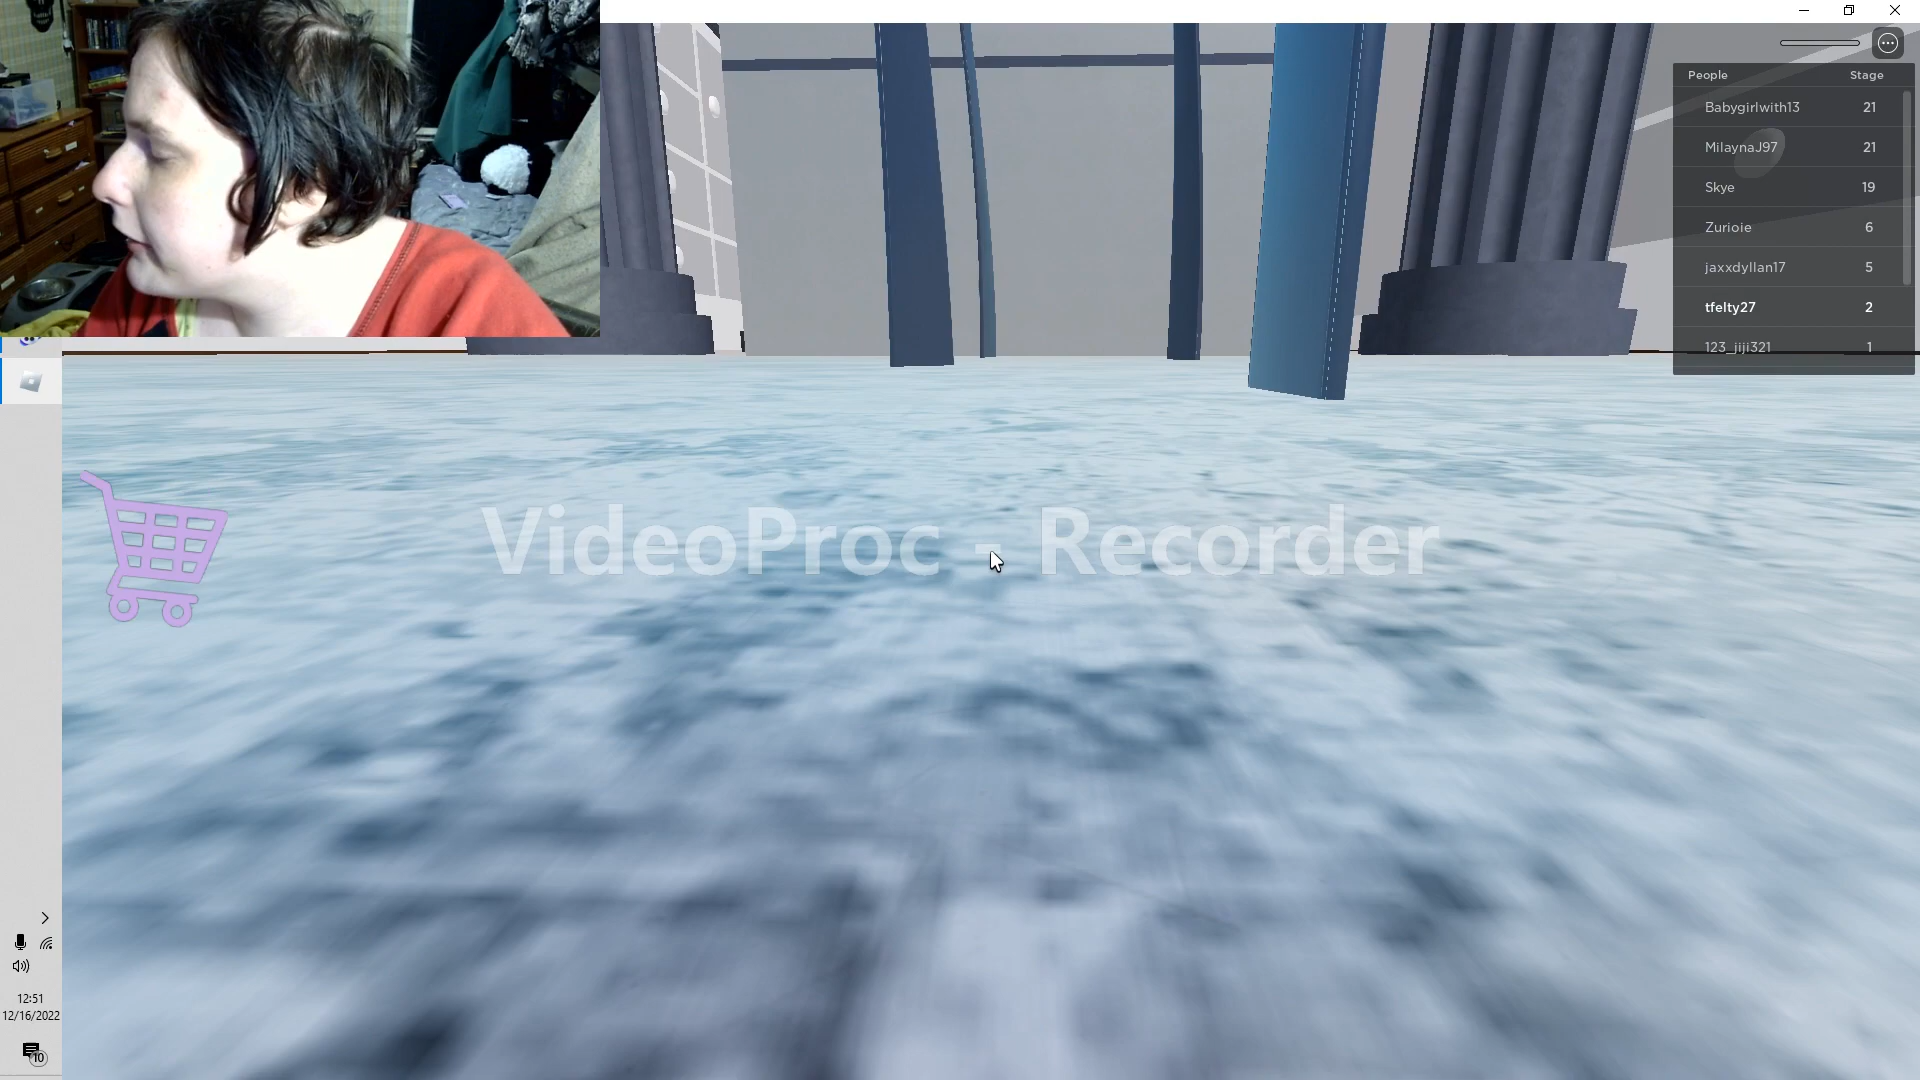 People Stage
Babygirlwith13 21
MilaynaJ97 21
Skye 19
Zurioie 6
jaxxdyllan17 5
tfelty27 2
123_jiji321 1
VideoProc - Recorder
12:51
12/16/2022
10